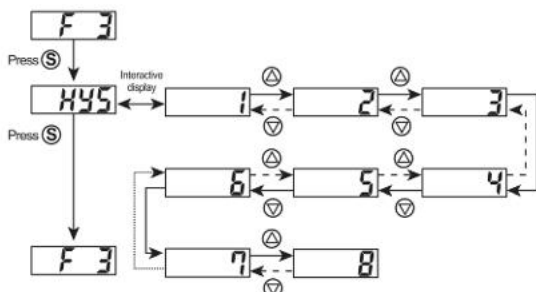 F 3
Press S
HYS
Interactive
display
1
2
3
Press S
6
5
4
F 3
7
8